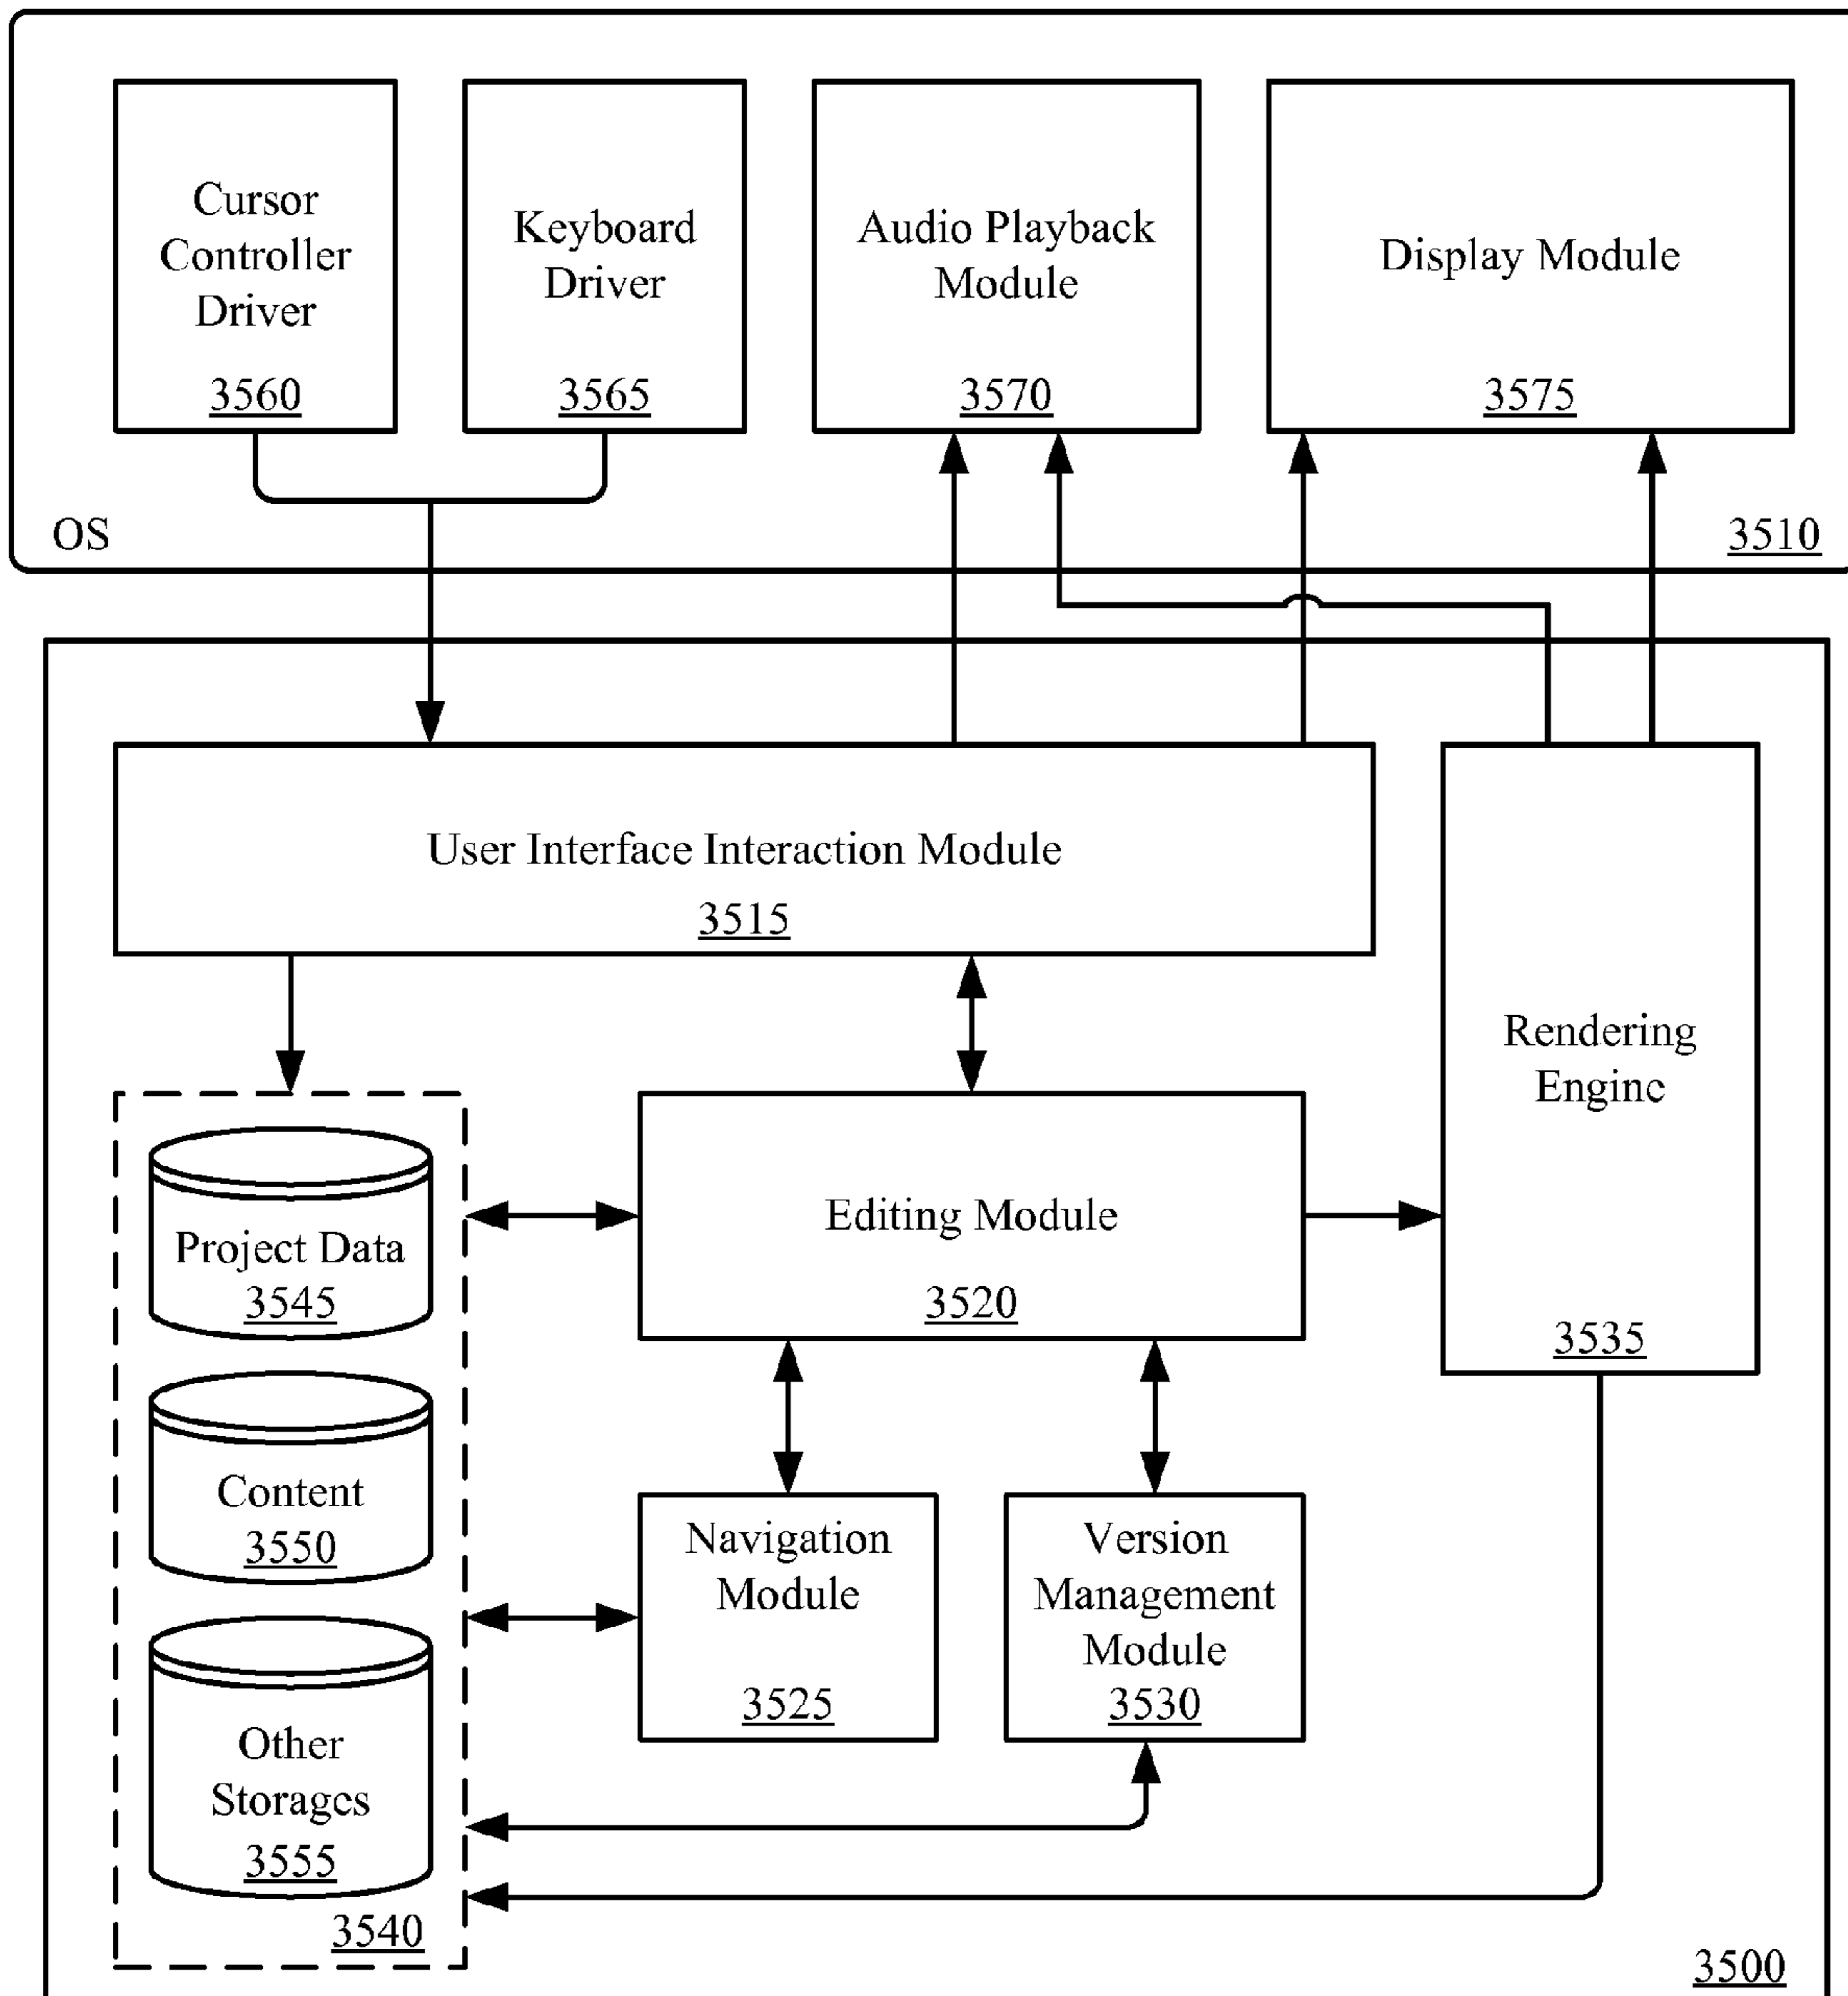 Cursor
Controller
Driver
3560
Keyboard
Driver
3565
Audio Playback
Module
3570
Display Module
3575
OS
3510
User Interface Interaction Module
3515
Rendering
Engine
3535
Project Data
3545
Editing Module
3520
Content
3550
Navigation
Module
3525
Version
Management
Module
3530
Other
Storages
3555
3540
3500